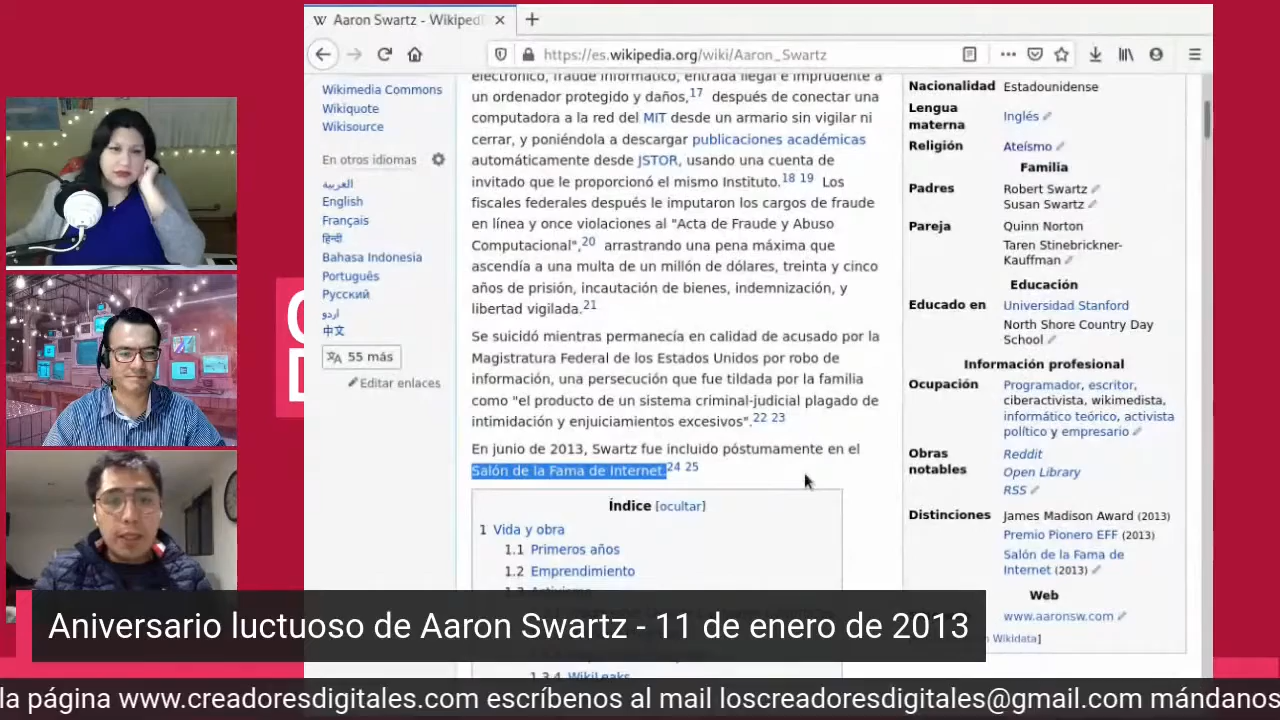 Aaron Swartz - Wikiped
https://es.wikipedia.org/wiki/Aaron_Swartz
Wikimedia Commons
Wikiquote
Wikisource
En otros idiomas
العربية
English
Français
हिन्दी
Bahasa Indonesia
Português
Русский
اردو
中文
55 más
Editar enlaces
electrónico, fraude informático, entrada ilegal e imprudente a
un ordenador protegido y daños,17 después de conectar una
computadora a la red del MIT desde un armario sin vigilar ni
cerrar, y poniéndola a descargar publicaciones académicas
automáticamente desde JSTOR, usando una cuenta de
invitado que le proporcionó el mismo Instituto.18 19 Los
fiscales federales después le imputaron los cargos de fraude
en línea y once violaciones al "Acta de Fraude y Abuso
Computacional",20 arrastrando una pena máxima que
ascendía a una multa de un millón de dólares, treinta y cinco
años de prisión, incautación de bienes, indemnización, y
libertad vigilada.21
Se suicidó mientras permanecía en calidad de acusado por la
Magistratura Federal de los Estados Unidos por robo de
información, una persecución que fue tildada por la familia
como "el producto de un sistema criminal-judicial plagado de
intimidación y enjuiciamientos excesivos".22 23
En junio de 2013, Swartz fue incluido póstumamente en el
Salón de la Fama de Internet.24 25
Índice [ocultar]
1 Vida y obra
1.1 Primeros años
1.2 Emprendimiento
1.3 Activismo
1.3.4 WikiLeaks
Nacionalidad Estadounidense
Lengua
materna
Inglés
Religión Ateísmo
Familia
Padres Robert Swartz
Susan Swartz
Pareja Quinn Norton
Taren Stinebrickner-
Kauffman
Educación
Educado en Universidad Stanford
North Shore Country Day
School
Información profesional
Ocupación Programador, escritor,
ciberactivista, wikimedista,
informático teórico, activista
político y empresario
Obras
notables
Reddit
Open Library
RSS
Distinciones James Madison Award (2013)
Premio Pionero EFF (2013)
Salón de la Fama de
Internet (2013)
Web
www.aaronsw.com
n Wikidata]
Aniversario luctuoso de Aaron Swartz - 11 de enero de 2013
la página www.creadoresdigitales.com escríbenos al mail loscreadoresdigitales@gmail.com mándanos